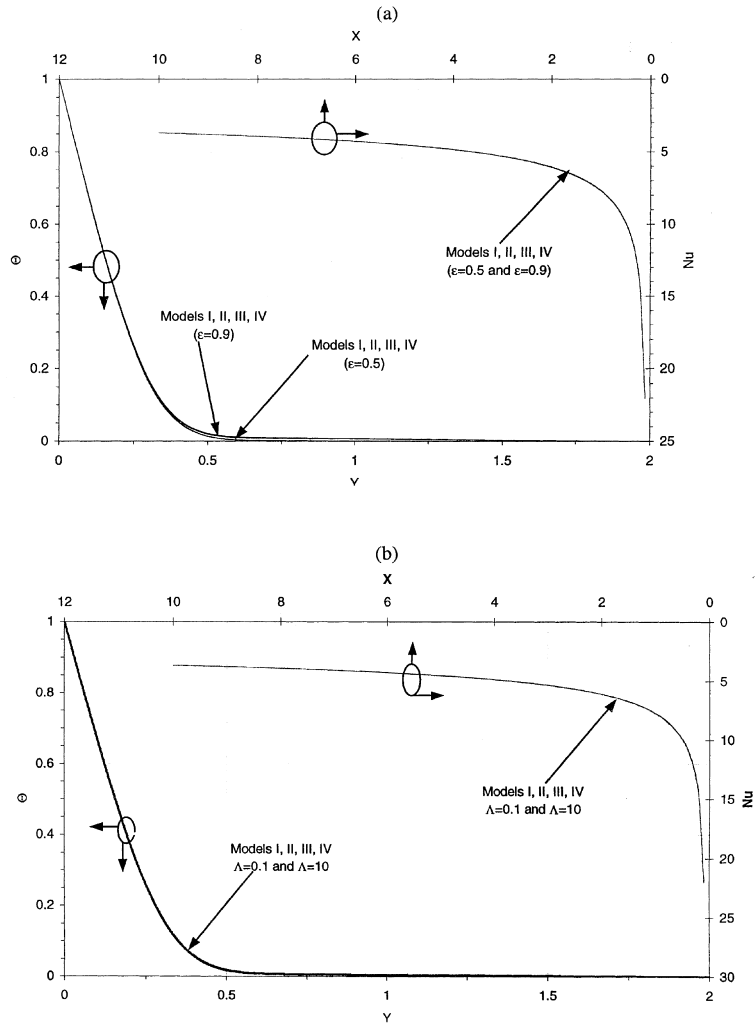 (a)
X
12 10 8 6 4 2 0
1 0
0.8 5
0.6 10
Models I, II, III, IV
(ε=0.5 and ε=0.9)
Θ
Nu
0.4 15
Models I, II, III, IV
(ε=0.9)
Models I, II, III, IV
(ε=0.5)
0.2 20
0 25
0 0.5 1 1.5 2
(b)
X
12 10 8 6 4 2 0
1 0
0.8 5
0.6 10
Models I, II, III, IV
Λ=0.1 and Λ=10
Θ
Nu
15
0.4 20
Models I, II, III, IV
Λ=0.1 and Λ=10
0.2 25
0 30
0 0.5 1 1.5 2
Y